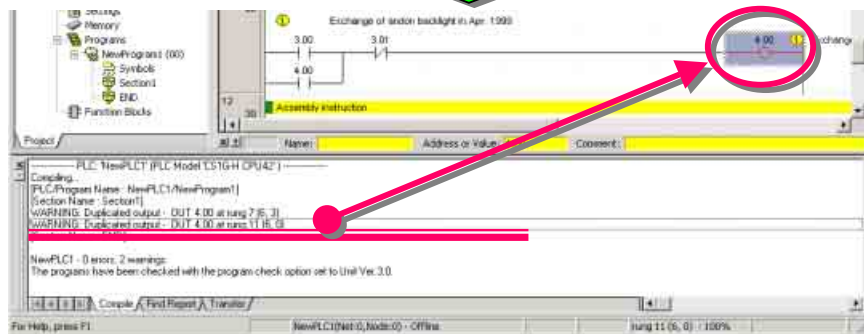 Settings
Memory
Programs
NewProgram1 (00)
Symbols
Section1
END
Function Blocks
Project
1
Exchange of andon backlight in Apr. 1993
3.00
3.01
4.00
4.00
1
12
Assembly instruction
Name:
Address or Value:
Comment:
PLC: 'NewPLC1' (PLC Model 'CS1G-H CPU42')
Compiling...
[PLC/Program Name : NewPLC1/NewProgram1]
[Section Name : Section1]
WARNING: Duplicated output - OUT 4.00 at rung 7 (6, 3)
WARNING: Duplicated output - OUT 4.00 at rung 11 (6, 0)
NewPLC1 - 0 errors, 2 warnings.
The programs have been checked with the program check option set to Unit Ver.3.0.
Compile
Find Report
Transfer
For Help, press F1
NewPLC1(Net:0,Node:0) - Offline
rung 11 (6, 0) - 100%